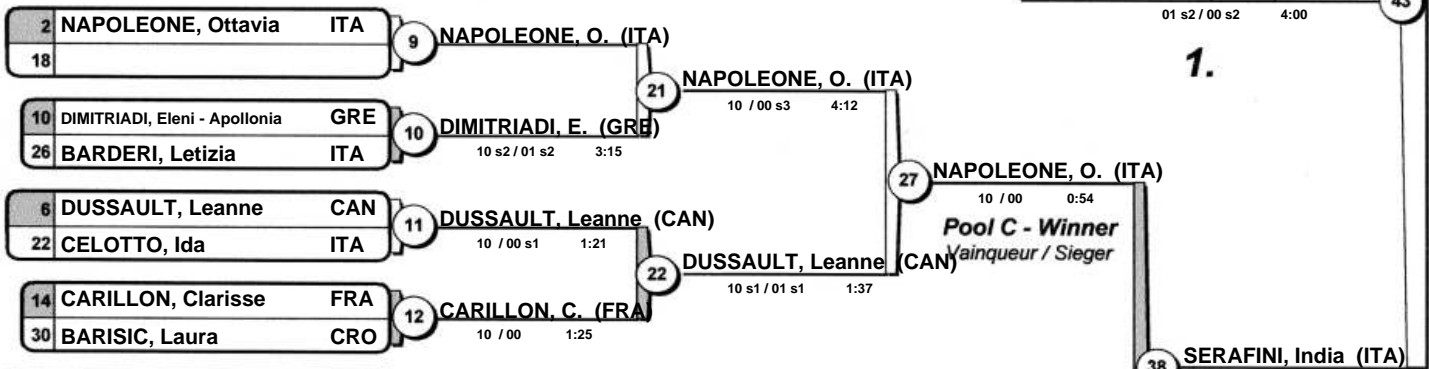 43
01 s2 / 00 s2 4:00
2 NAPOLEONE, Ottavia ITA
18
9 NAPOLEONE, O. (ITA)
1.
21 NAPOLEONE, O. (ITA)
10 / 00 s3 4:12
10 DIMITRIADI, Eleni - Apollonia GRE
26 BARDERI, Letizia ITA
10 DIMITRIADI, E. (GRE)
10 s2 / 01 s2 3:15
27 NAPOLEONE, O. (ITA)
10 / 00 0:54
Pool C - Winner
Vainqueur / Sieger
6 DUSSAULT, Leanne CAN
22 CELOTTO, Ida ITA
11 DUSSAULT, Leanne (CAN)
10 / 00 s1 1:21
22 DUSSAULT, Leanne (CAN)
10 s1 / 01 s1 1:37
14 CARILLON, Clarisse FRA
30 BARISIC, Laura CRO
12 CARILLON, C. (FRA)
10 / 00 1:25
38 SERAFINI, India (ITA)